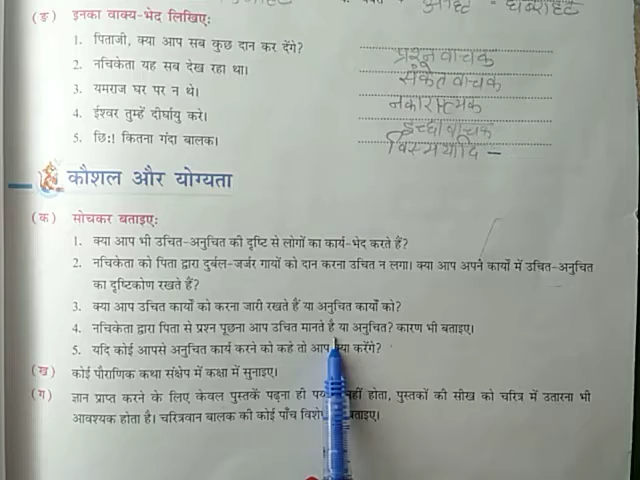 घबराहट
(ङ) इनका वाक्य-भेद लिखिए:
1. पिताजी, क्या आप सब कुछ दान कर देंगे? प्रश्नवाचक
2. नचिकेता यह सब देख रहा था। संकेतवाचक
3. यमराज घर पर न थे। नकारात्मक
4. ईश्वर तुम्हें दीर्घायु करे। इच्छावाचक
5. छिः! कितना गंदा बालक। विस्मयादि –
कौशल और योग्यता
(क) सोचकर बताइए:
1. क्या आप भी उचित-अनुचित की दृष्टि से लोगों का कार्य-भेद करते हैं?
2. नचिकेता को पिता द्वारा दुर्बल-जर्जर गायों को दान करना उचित न लगा। क्या आप अपने कार्यों में उचित-अनुचित
का दृष्टिकोण रखते हैं?
3. क्या आप उचित कार्यों को करना जारी रखते हैं या अनुचित कार्यों को?
4. नचिकेता द्वारा पिता से प्रश्न पूछना आप उचित मानते है या अनुचित? कारण भी बताइए।
5. यदि कोई आपसे अनुचित कार्य करने को कहे तो आप क्या करेंगे?
(ख) कोई पौराणिक कथा संक्षेप में कक्षा में सुनाइए।
(ग) ज्ञान प्राप्त करने के लिए केवल पुस्तकें पढ़ना ही नहीं होता, पुस्तकों की सीख को चरित्र में उतारना भी
आवश्यक होता है। चरित्रवान बालक की कोई पाँच बताइए।